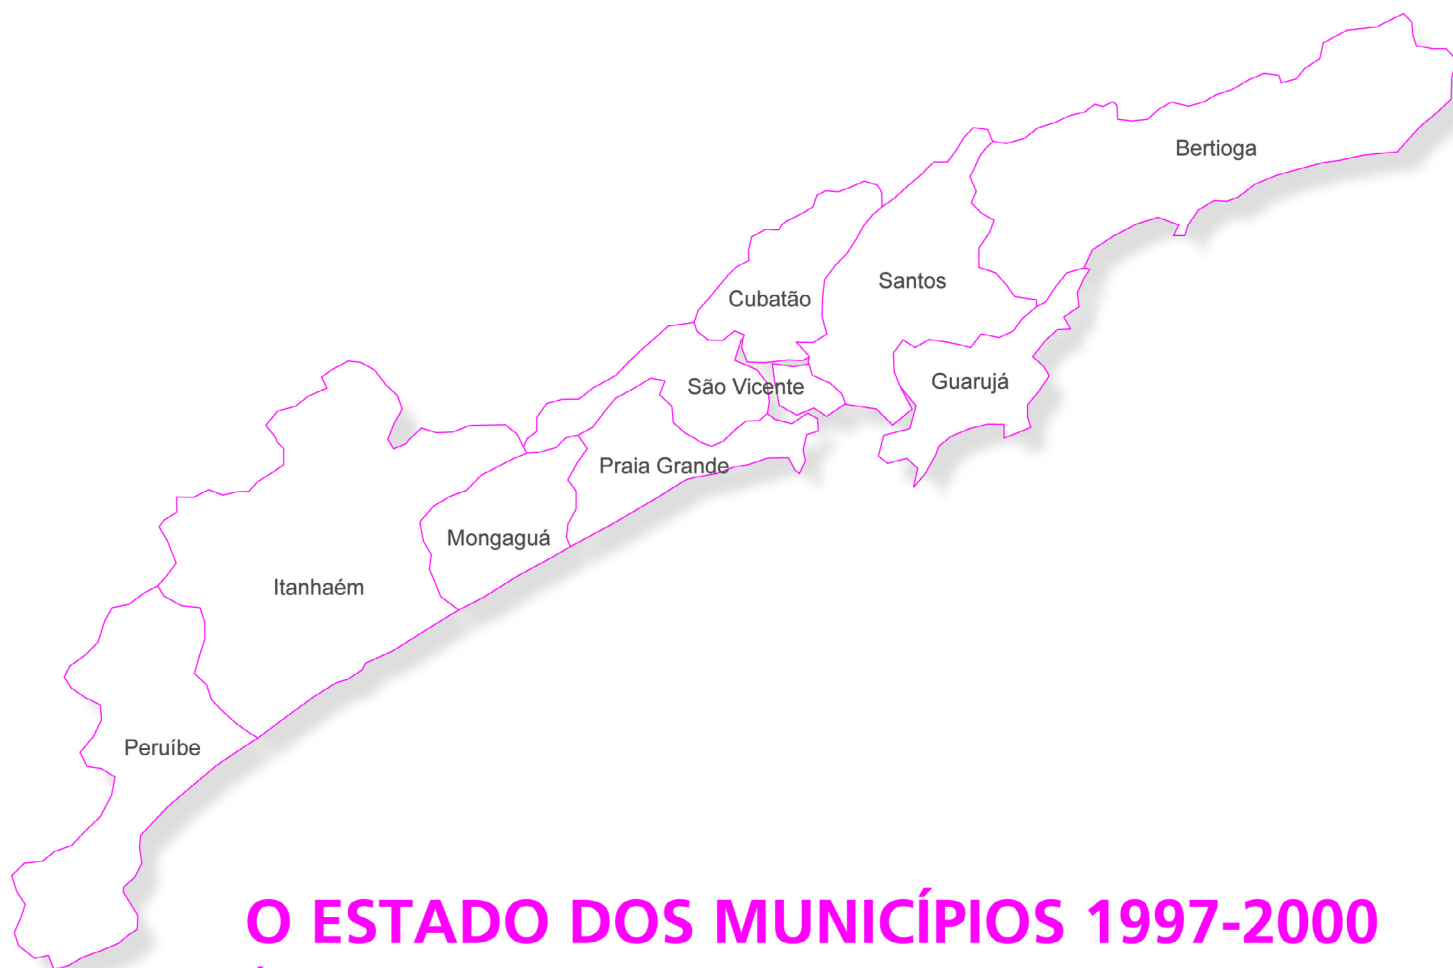 Bertioga
Santos
Cubatão
Guarujá
São Vicente
Praia Grande
Mongaguá
Itanhaém
Peruíbe
O ESTADO DOS MUNICÍPIOS 1997-2000